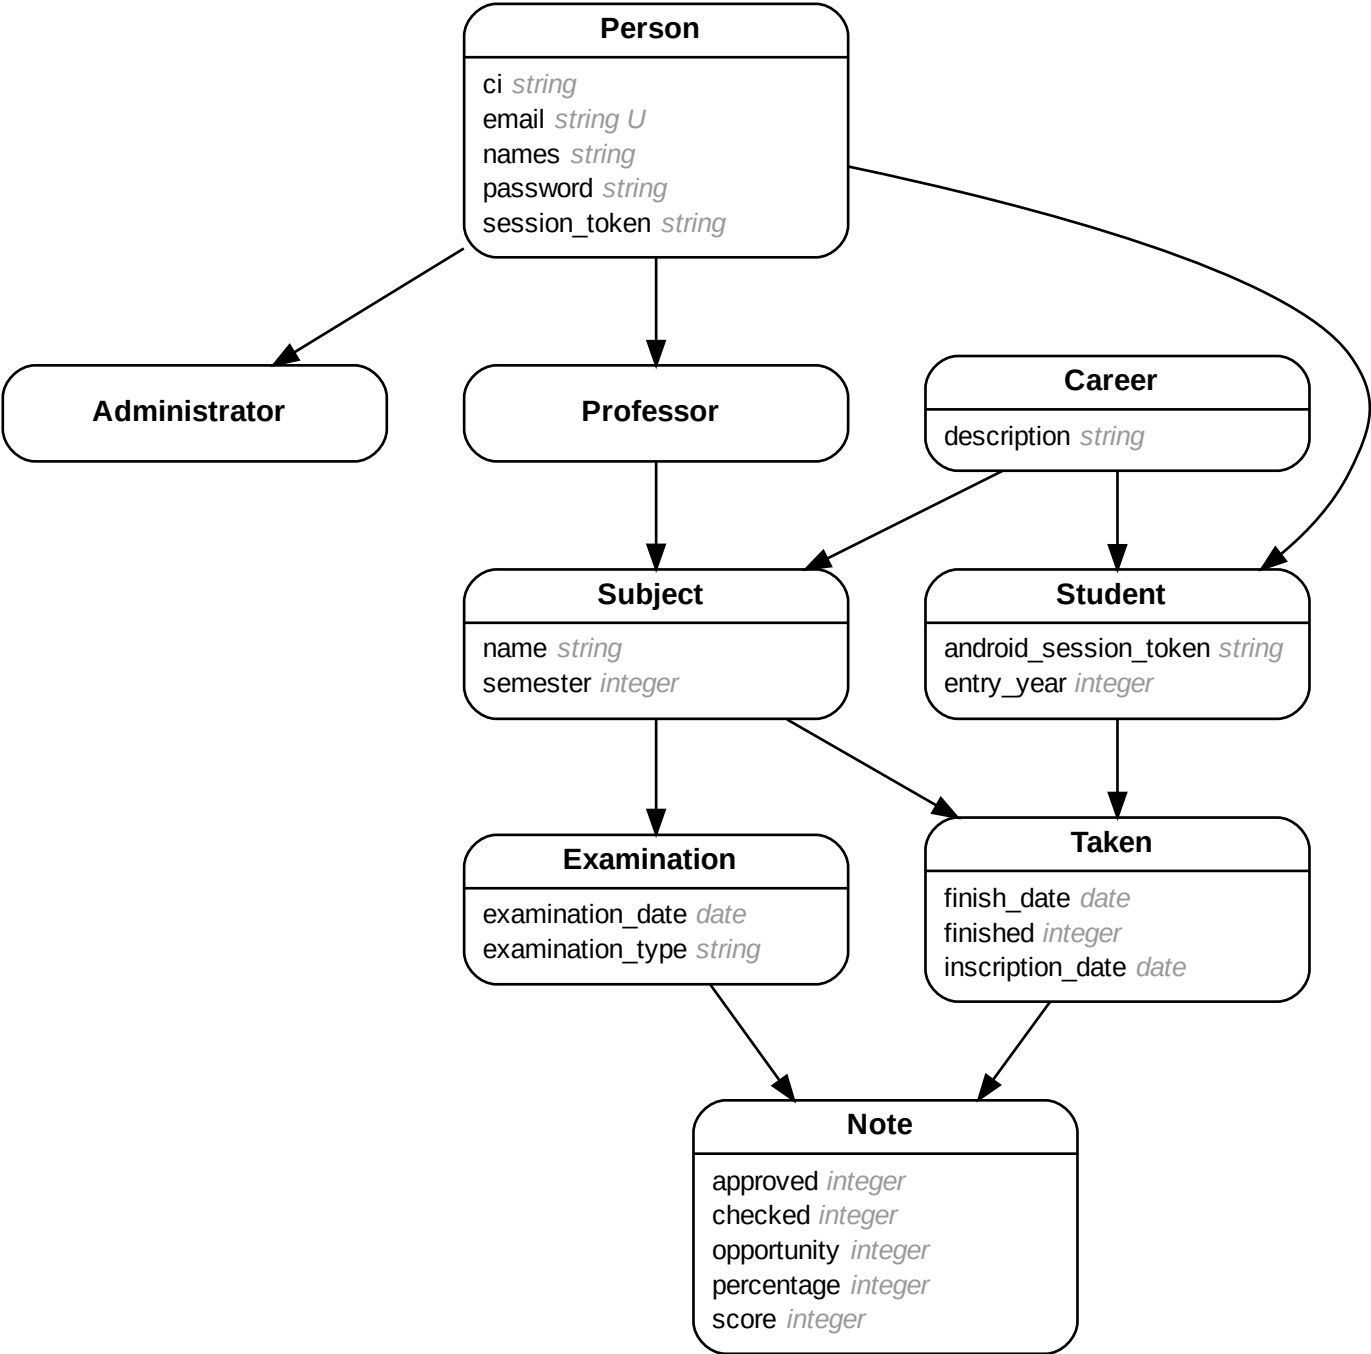 Person
ci string
email string U
names string
password string
session_token string
Administrator
Professor
Career
description string
Subject
name string
semester integer
Student
android_session_token string
entry_year integer
Examination
examination_date date
examination_type string
Taken
finish_date date
finished integer
inscription_date date
Note
approved integer
checked integer
opportunity integer
percentage integer
score integer